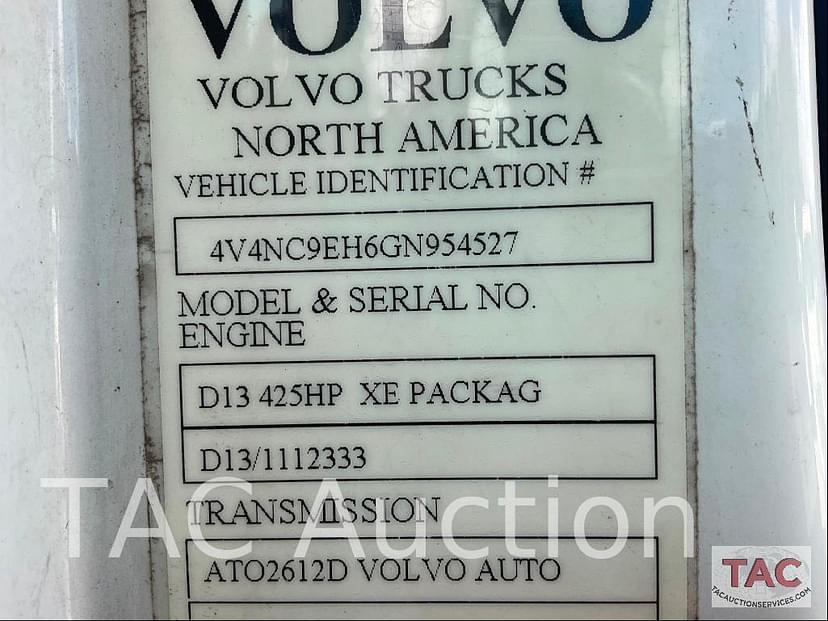 VOLVO
VOLVO TRUCKS
NORTH AMERICA
VEHICLE IDENTIFICATION #
4V4NC9EH6GN954527
MODEL & SERIAL NO.
ENGINE
D13 425HP XE PACKAG
D13/1112333
TRANSMISSION
TAC Auction
ATO2612D VOLVO AUTO
TAC
TACAUCTIONSERVICES.COM